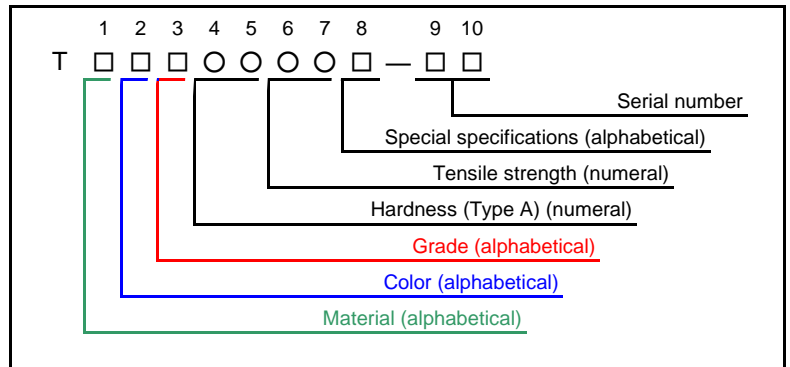 1 2 3 4 5 6 7 8 9 10
T □ □ □ ○ ○ ○ ○ □ — □ □
Serial number
Special specifications (alphabetical)
Tensile strength (numeral)
Hardness (Type A) (numeral)
Grade (alphabetical)
Color (alphabetical)
Material (alphabetical)